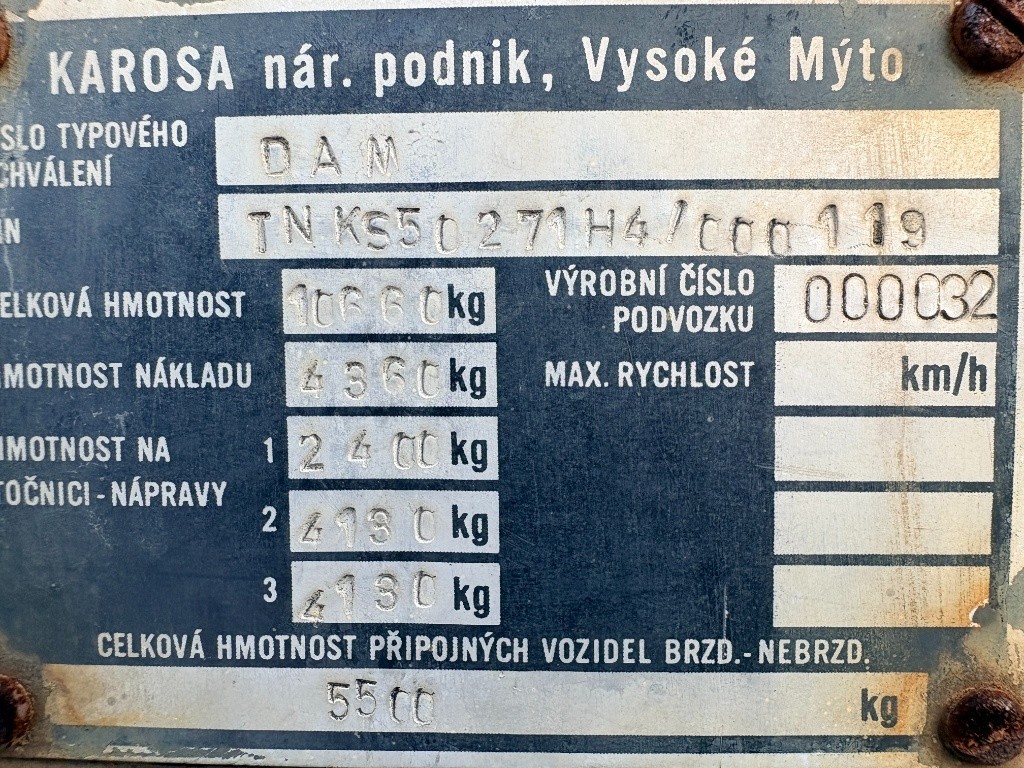 KAROSA nár. podnik, Vysoké Mýto
SLO TYPOVÉHO
CHVÁLENÍ
DAM
IN
TNKS50271H4/000119
ELKOVÁ HMOTNOST 10660 kg
VÝROBNÍ ČÍSLO
PODVOZKU
000032
MOTNOST NÁKLADU 4360 kg
MAX. RYCHLOST km/h
MOTNOST NA 1 2400 kg
TOČNICI - NÁPRAVY
2 4130 kg
3 4130 kg
CELKOVÁ HMOTNOST PŘIPOJNÝCH VOZIDEL BRZD.-NEBRZD.
5500 kg